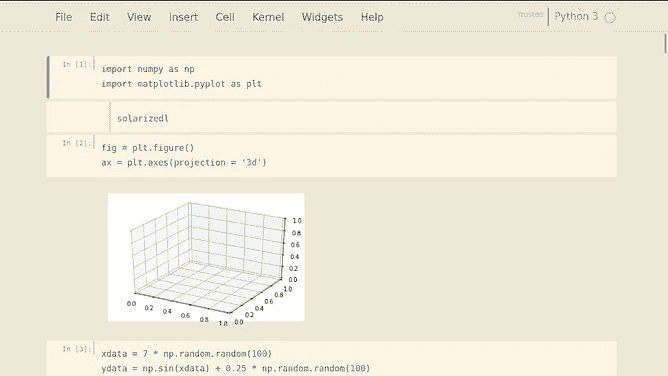 File Edit View Insert Cell Kernel Widgets Help Trusted Python 3
In [1]: import numpy as np
import matplotlib.pyplot as plt
solarizedl
In [2]: fig = plt.figure()
ax = plt.axes(projection = '3d')
1.0
0.8
0.6
0.4
0.2
0.0
0.0 0.2 0.4 0.6 0.8 1.0
0.0 0.2 0.4 0.6 0.8 1.0
In [3]: xdata = 7 * np.random.random(100)
ydata = np.sin(xdata) + 0.25 * np.random.random(100)